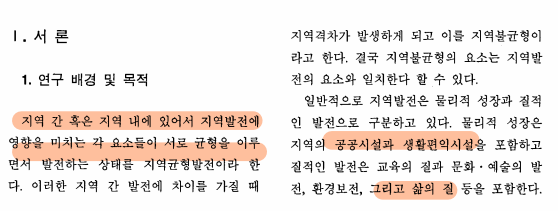 I. 서 론
1. 연구 배경 및 목적
지역 간 혹은 지역 내에 있어서 지역발전에
영향을 미치는 각 요소들이 서로 균형을 이루
면서 발전하는 상태를 지역균형발전이라 한
다. 이러한 지역 간 발전에 차이를 가질 때
지역격차가 발생하게 되고 이를 지역불균형이
라고 한다. 결국 지역불균형의 요소는 지역발
전의 요소와 일치한다 할 수 있다.
일반적으로 지역발전은 물리적 성장과 질적
인 발전으로 구분하고 있다. 물리적 성장은
지역의 공공시설과 생활편익시설을 포함하고
질적인 발전은 교육의 질과 문화·예술의 발
전, 환경보전, 그리고 삶의 질 등을 포함한다.